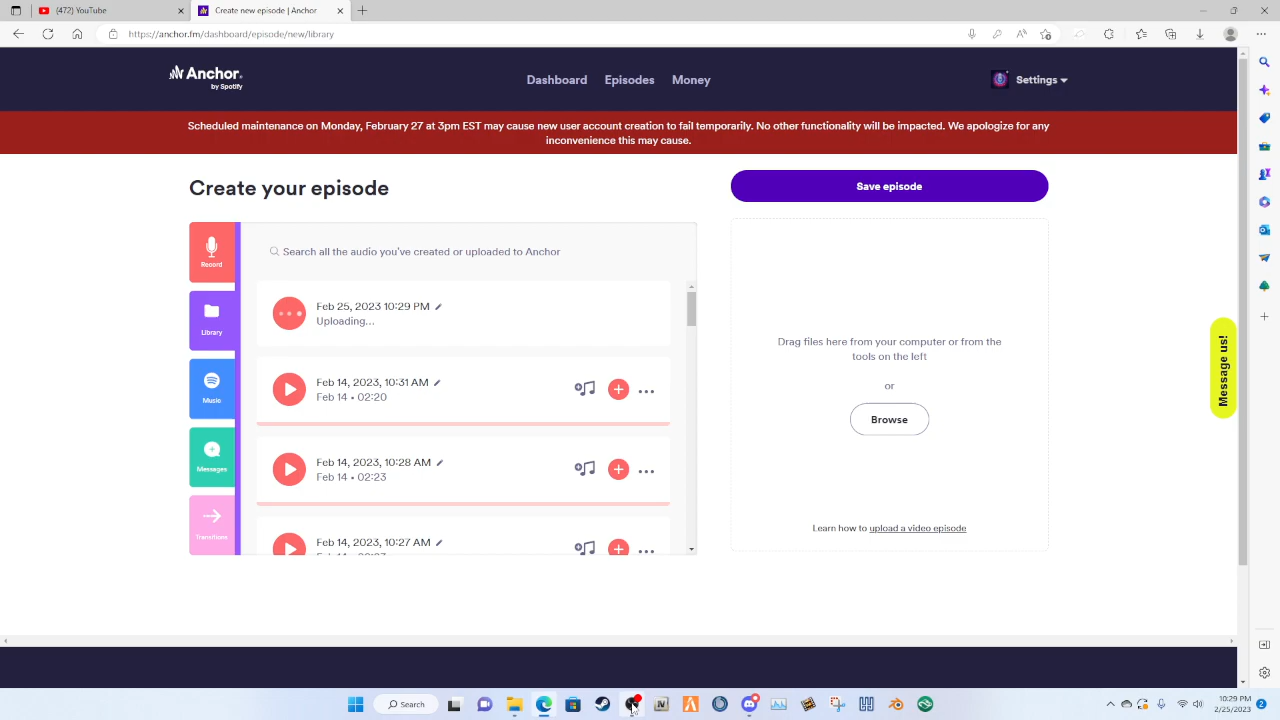 (472) YouTube
Create new episode | Anchor
https://anchor.fm/dashboard/episode/new/library
Anchor
by Spotify
Dashboard
Episodes
Money
Settings
Scheduled maintenance on Monday, February 27 at 3pm EST may cause new user account creation to fail temporarily. No other functionality will be impacted. We apologize for any
inconvenience this may cause.
Create your episode
Save episode
Record
Library
Music
Messages
Transitions
Search all the audio you've created or uploaded to Anchor
Feb 25, 2023 10:29 PM
Uploading...
Feb 14, 2023, 10:31 AM
Feb 14 • 02:20
Feb 14, 2023, 10:28 AM
Feb 14 • 02:23
Feb 14, 2023, 10:27 AM
Drag files here from your computer or from the
tools on the left
or
Browse
Learn how to upload a video episode
Message us!
Search
10:29 PM
2/25/2023
2